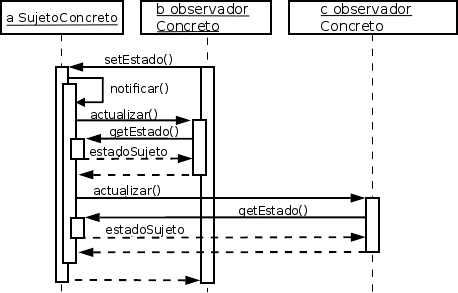 a SujetoConcreto
b observador
Concreto
c observador
Concreto
setEstado()
notificar()
actualizar()
getEstado()
estadoSujeto
actualizar()
getEstado()
estadoSujeto